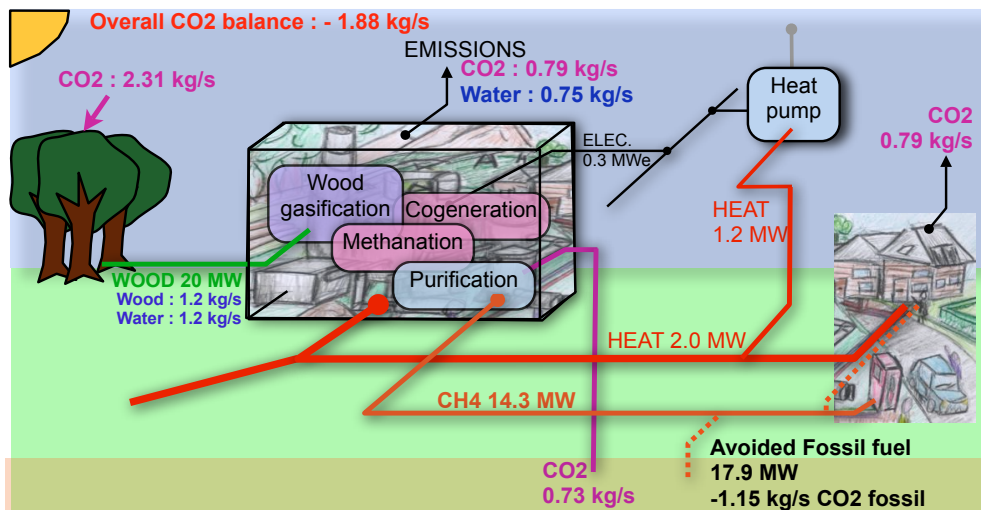 Overall CO2 balance : - 1.88 kg/s
EMISSIONS
CO2 : 0.79 kg/s
Water : 0.75 kg/s
CO2 : 2.31 kg/s
Heat
pump
CO2
0.79 kg/s
ELEC.
0.3 MWe
Wood
gasification
Cogeneration
Methanation
Purification
HEAT
1.2 MW
WOOD 20 MW
Wood : 1.2 kg/s
Water : 1.2 kg/s
HEAT 2.0 MW
CH4 14.3 MW
CO2
0.73 kg/s
Avoided Fossil fuel
17.9 MW
-1.15 kg/s CO2 fossil